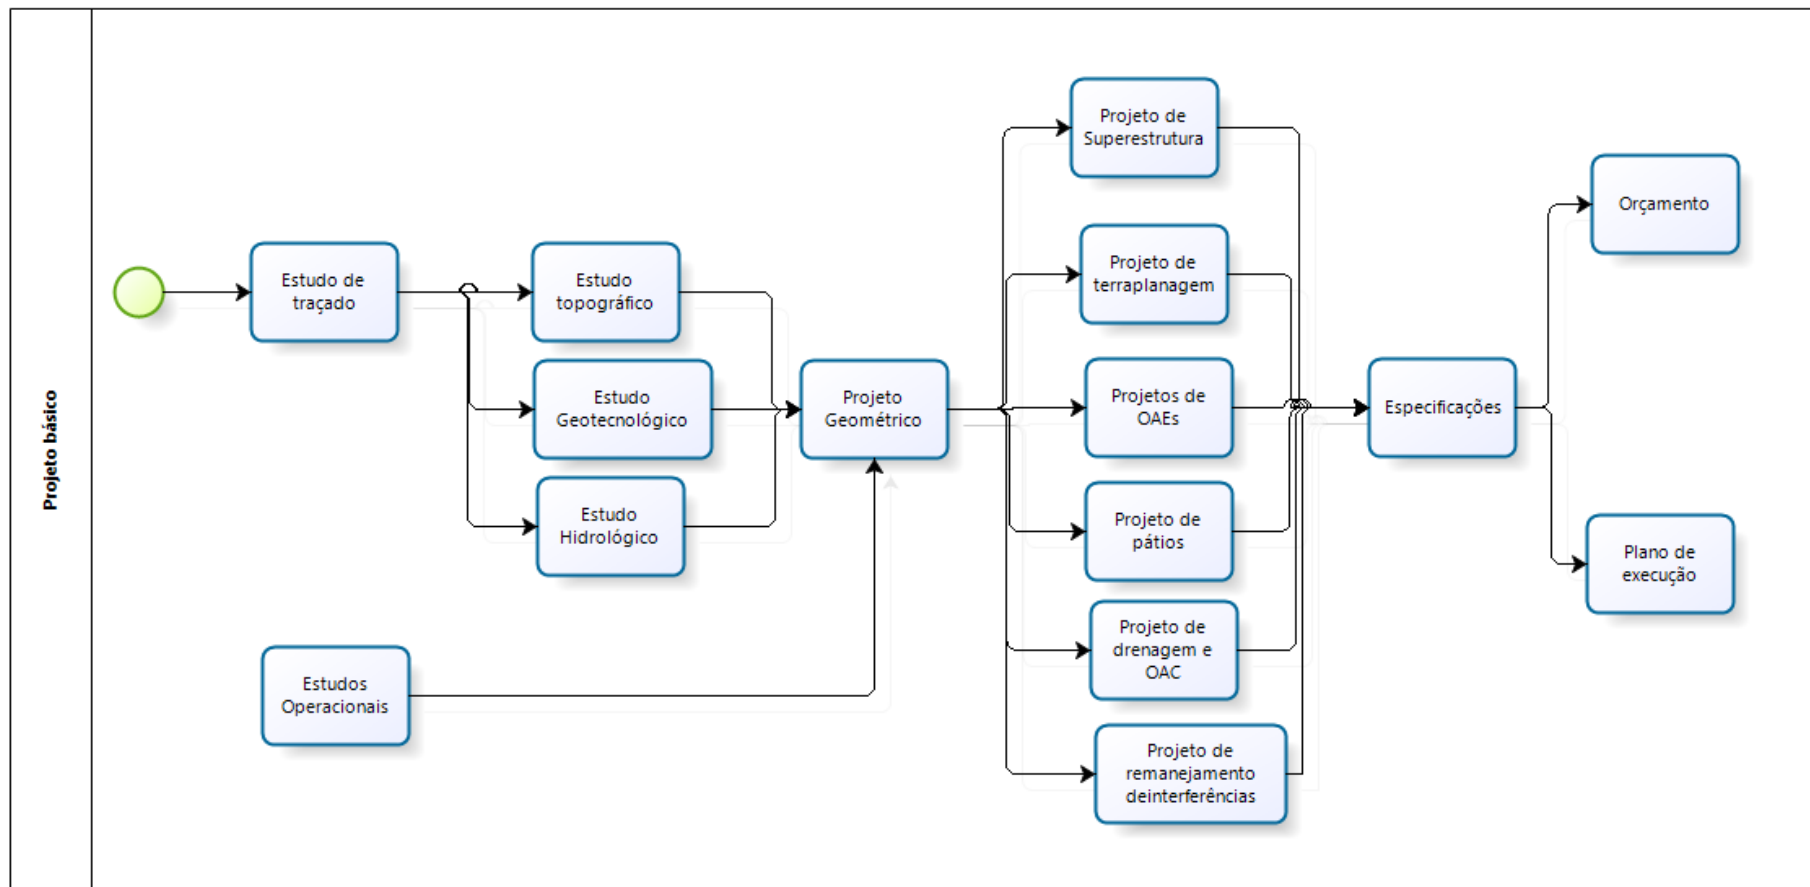 Projeto básico
Estudo de
traçado
Estudo
topográfico
Estudo
Geotecnológico
Estudo
Hidrológico
Estudos
Operacionais
Projeto
Geométrico
Projeto de
Superestrutura
Projeto de
terraplanagem
Projetos de
OAEs
Projeto de
pátios
Projeto de
drenagem e
OAC
Projeto de
remanejamento
deinterferências
Especificações
Orçamento
Plano de
execução